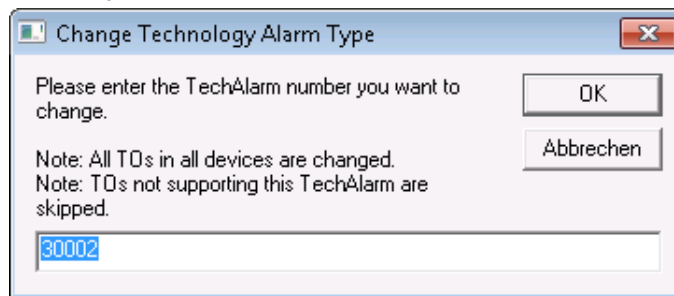 Change Technology Alarm Type
Please enter the TechAlarm number you want to
change.
OK
Abbrechen
Note: All TOs in all devices are changed.
Note: TOs not supporting this TechAlarm are
skipped.
30002